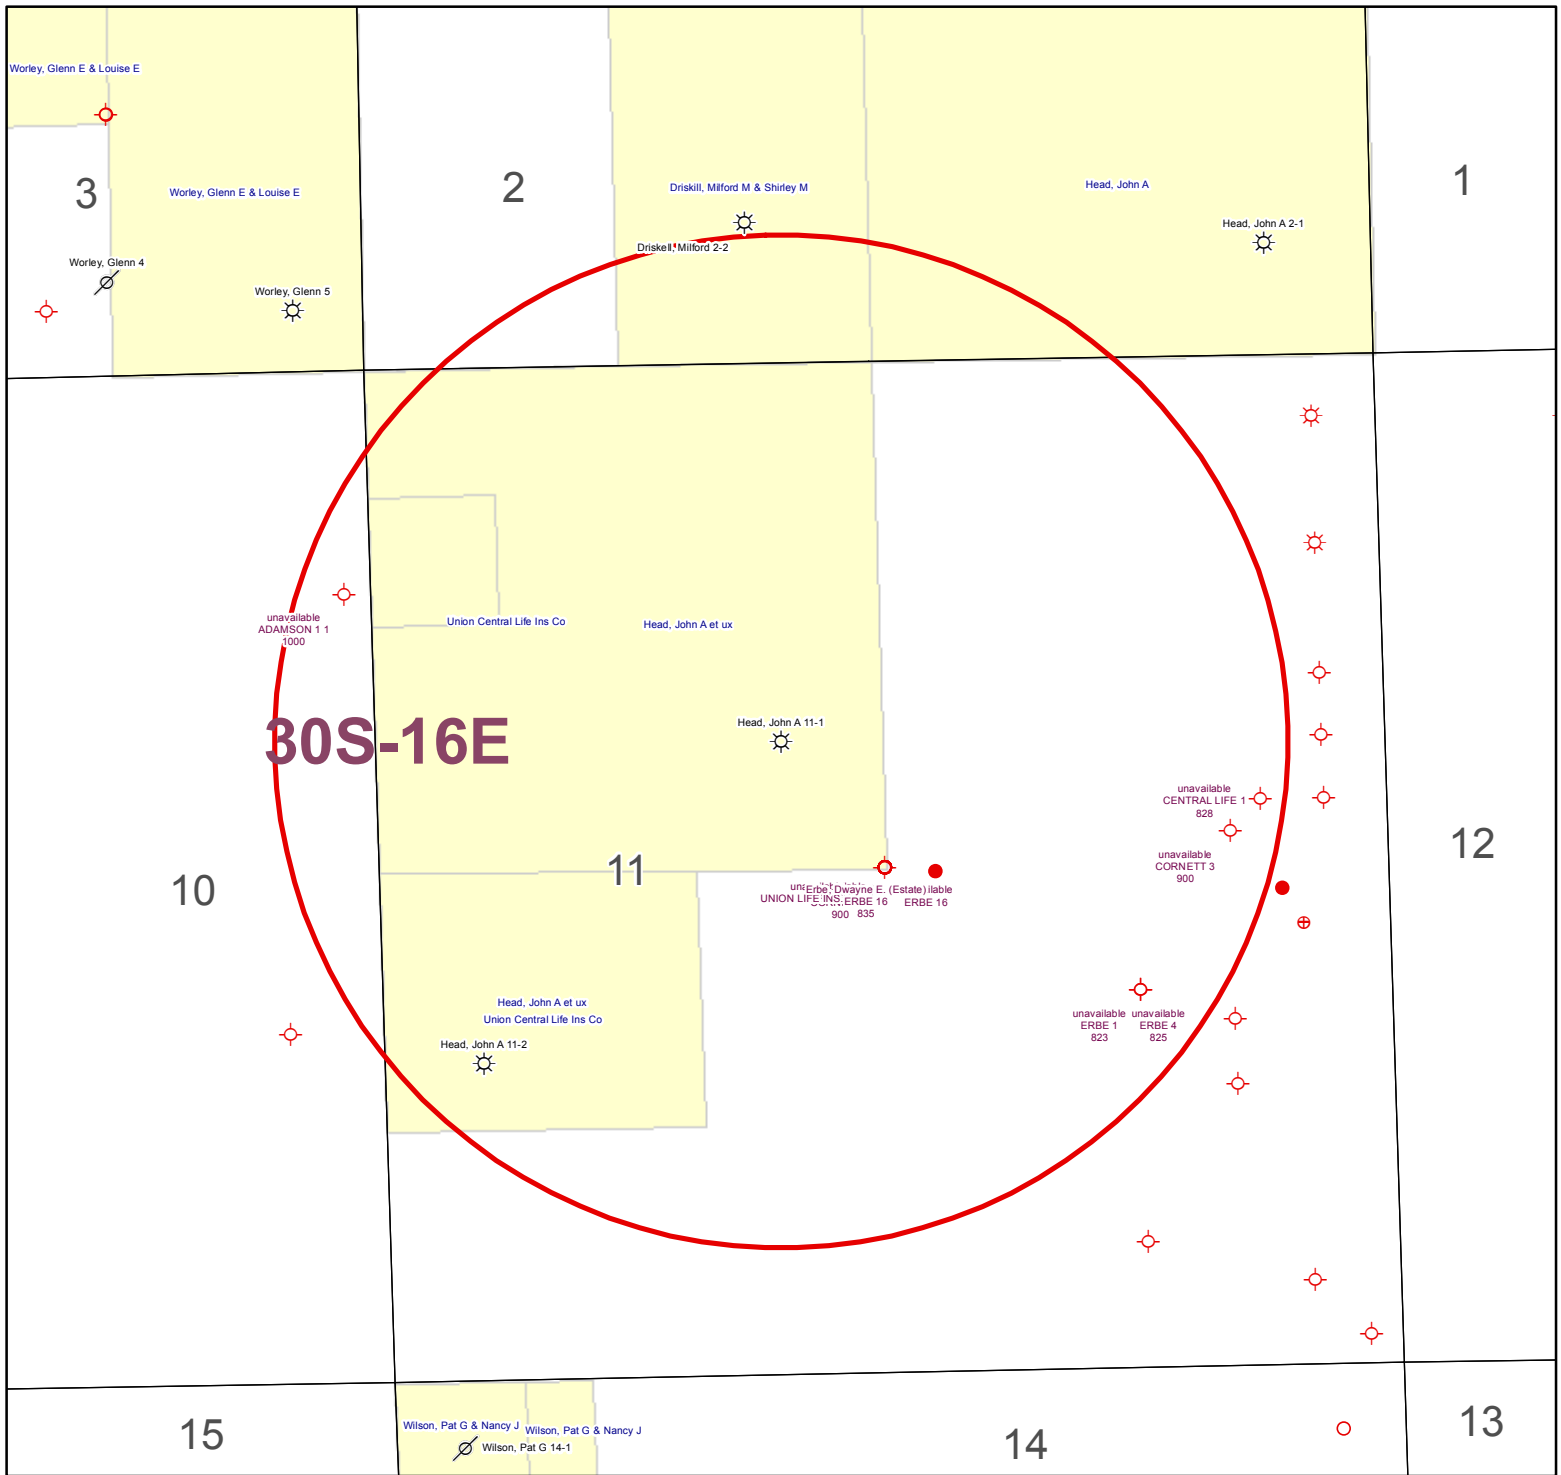 Worley, Glenn E & Louise E
3
Worley, Glenn E & Louise E
2
Driskill, Milford M & Shirley M
Head, John A
1
Head, John A 2-1
Driskell, Milford 2-2
Worley, Glenn 4
Worley, Glenn 5
unavailable
ADAMSON 1 1
1000
Union Central Life Ins Co
Head, John A et ux
30S-16E
Head, John A 11-1
unavailable
CENTRAL LIFE 1
828
unavailable
CORNETT 3
900
10
11
12
Erbe, Dwayne E. (Estate)
UNION LIFE INS.
ERBE 16
ERBE 16
900
835
Head, John A et ux
Union Central Life Ins Co
Head, John A 11-2
unavailable
ERBE 1
823
unavailable
ERBE 4
825
15
Wilson, Pat G & Nancy J
Wilson, Pat G & Nancy J
Wilson, Pat G 14-1
14
13